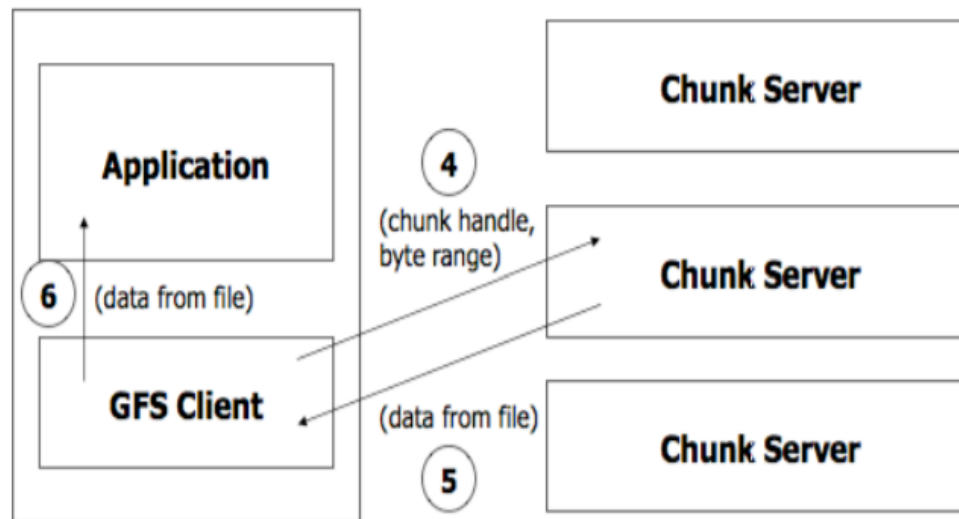 Application
6
(data from file)
GFS Client
4
(chunk handle,
byte range)
(data from file)
5
Chunk Server
Chunk Server
Chunk Server